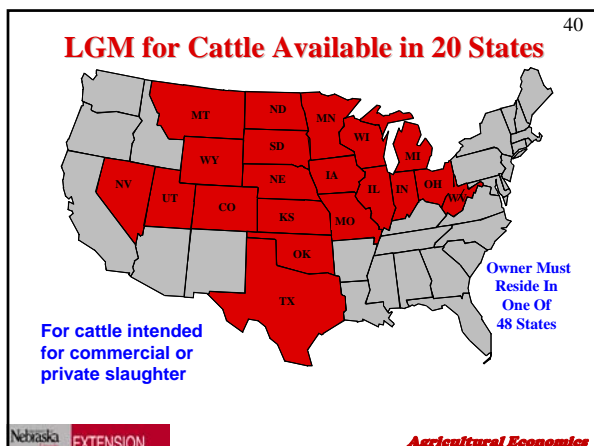 40
LGM for Cattle Available in 20 States
MT
ND
MN
WI
MI
SD
WY
IA
NE
NV
UT
CO
IL
IN
OH
WV
KS
MO
OK
TX
Owner Must
Reside In
One Of
48 States
For cattle intended
for commercial or
private slaughter
Nebraska
EXTENSION
Agricultural Economics